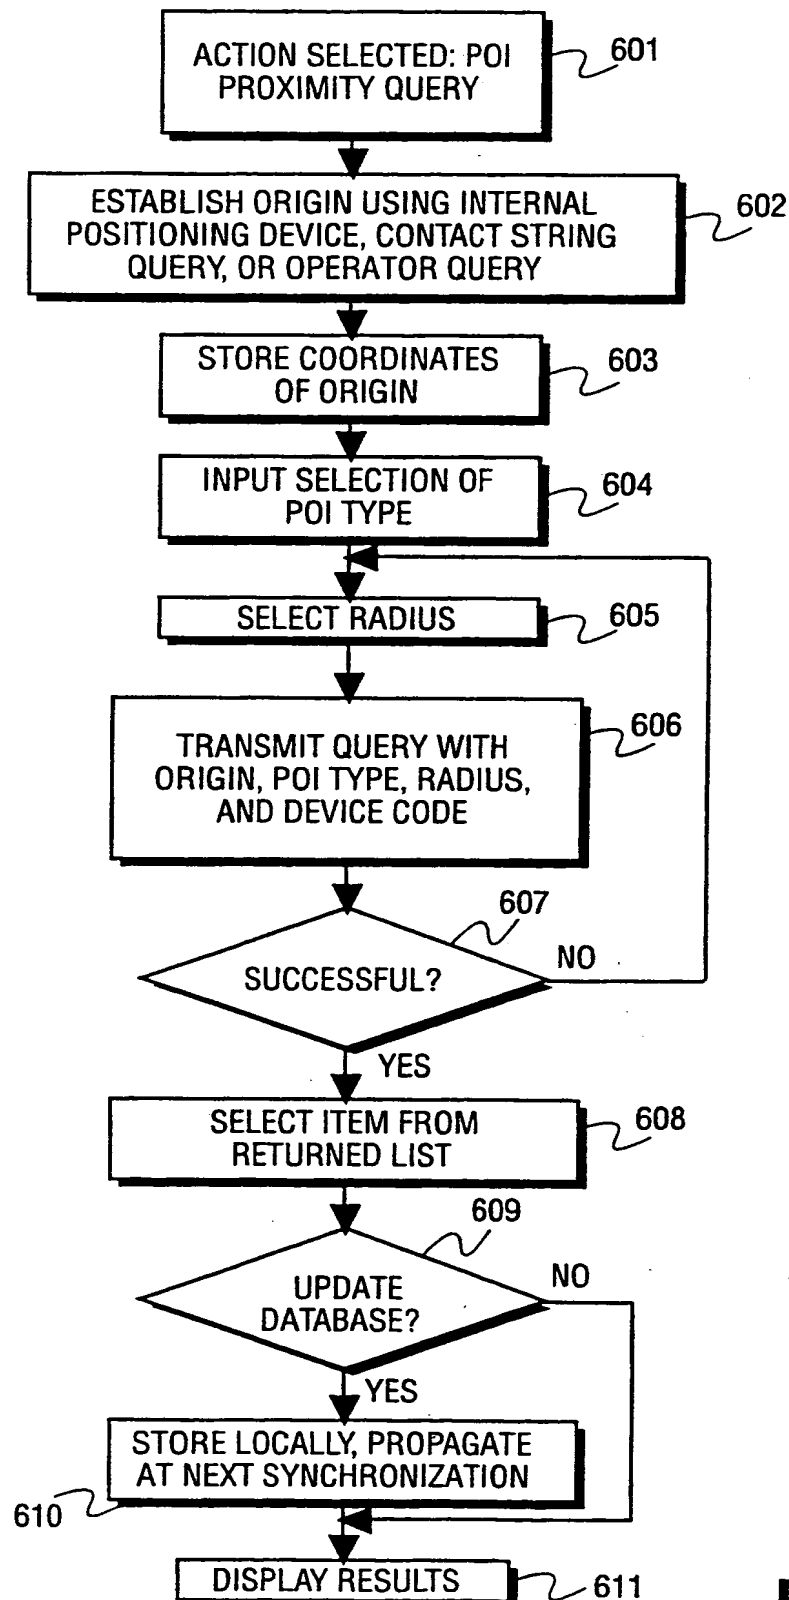 ACTION SELECTED: POI
PROXIMITY QUERY
601
ESTABLISH ORIGIN USING INTERNAL
POSITIONING DEVICE, CONTACT STRING
QUERY, OR OPERATOR QUERY
602
STORE COORDINATES
OF ORIGIN
603
INPUT SELECTION OF
POI TYPE
604
SELECT RADIUS
605
TRANSMIT QUERY WITH
ORIGIN, POI TYPE, RADIUS,
AND DEVICE CODE
606
607
SUCCESSFUL?
NO
YES
SELECT ITEM FROM
RETURNED LIST
608
609
UPDATE
DATABASE?
NO
YES
STORE LOCALLY, PROPAGATE
AT NEXT SYNCHRONIZATION
610
DISPLAY RESULTS
611